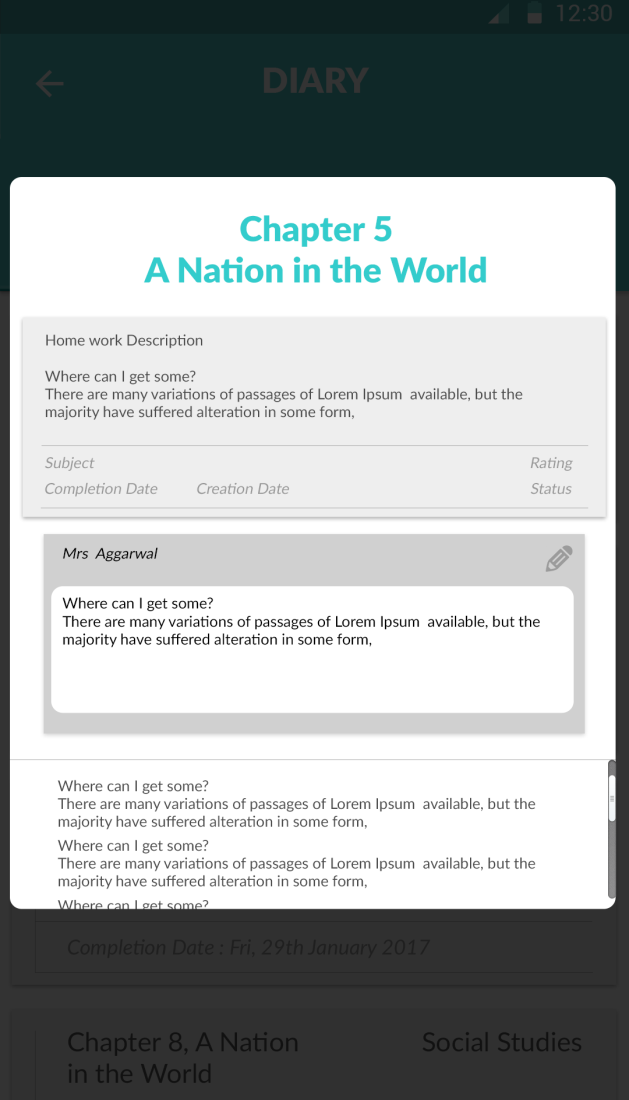 12:30
DIARY
Chapter 5
A Nation in the World
Home work Description
Where can I get some?
There are many variations of passages of Lorem Ipsum  available, but the
majority have suffered alteration in some form,
Subject Rating
Completion Date Creation Date Status
Mrs  Aggarwal
Where can I get some?
There are many variations of passages of Lorem Ipsum  available, but the
majority have suffered alteration in some form,
Where can I get some?
There are many variations of passages of Lorem Ipsum  available, but the
majority have suffered alteration in some form,
Where can I get some?
There are many variations of passages of Lorem Ipsum  available, but the
majority have suffered alteration in some form,
Where can I get some?
Completion Date : Fri, 29th January 2017
Chapter 8, A Nation Social Studies
in the World